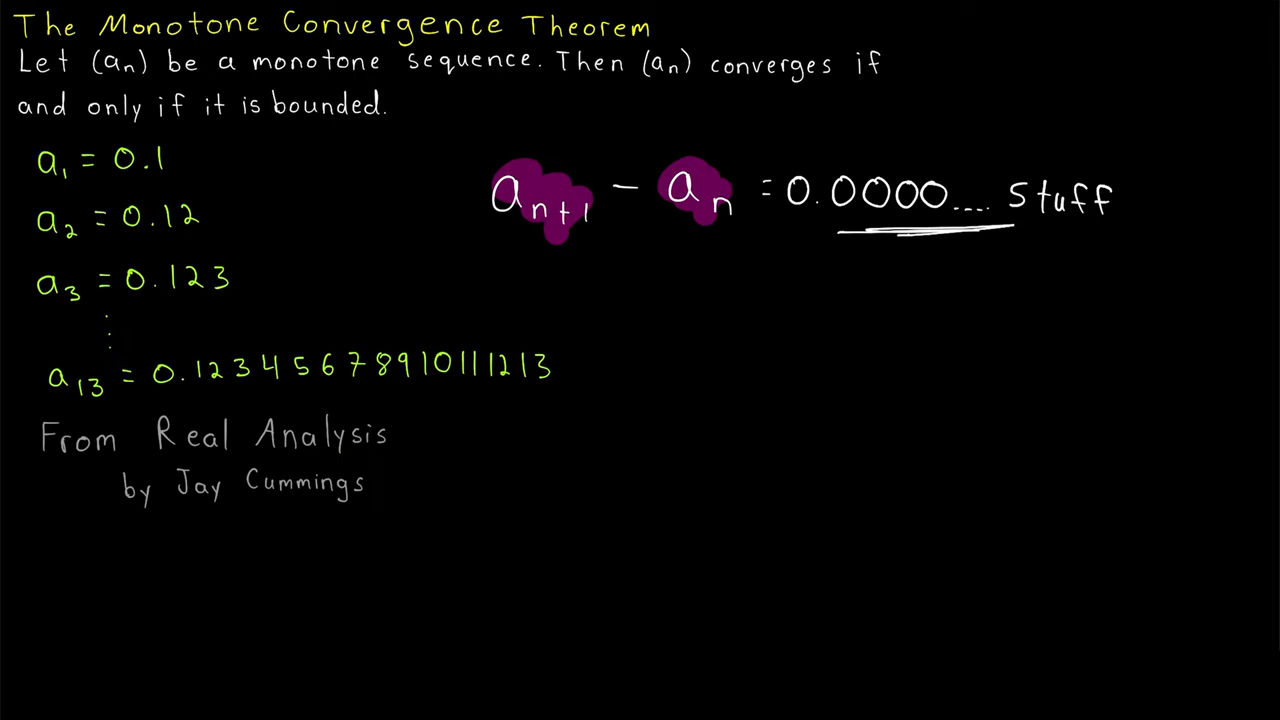 The Monotone Convergence Theorem
Let (aₙ) be a monotone sequence. Then (aₙ) converges if
and only if it is bounded.
a₁ = 0.1
aₙ₊₁ − aₙ = 0.0000.... stuff
a₂ = 0.12
a₃ = 0.123
⋮
a₁₃ = 0.12345678910111213
From Real Analysis
by Jay Cummings